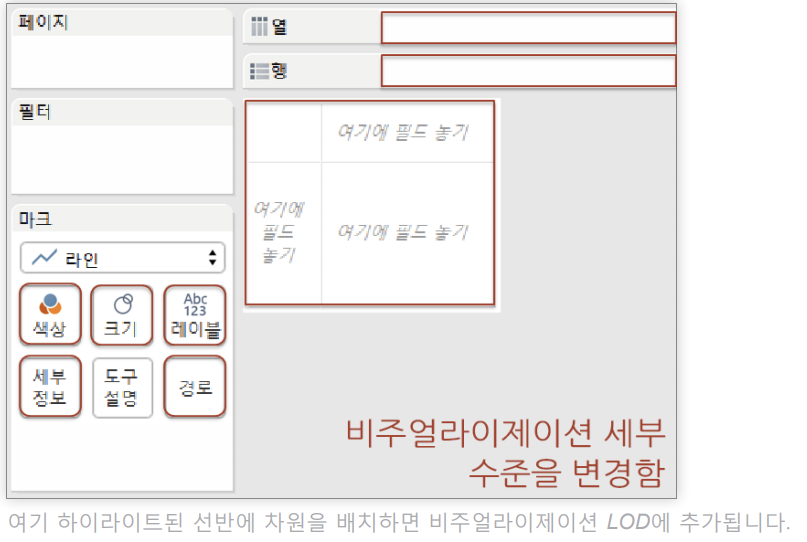 페이지
열
행
필터
여기에 필드 놓기
여기에
필드
놓기
여기에 필드 놓기
마크
라인
색상
크기
Abc
123
레이블
세부
정보
도구
설명
경로
비주얼라이제이션 세부
수준을 변경함
여기 하이라이트된 선반에 차원을 배치하면 비주얼라이제이션 LOD에 추가됩니다.